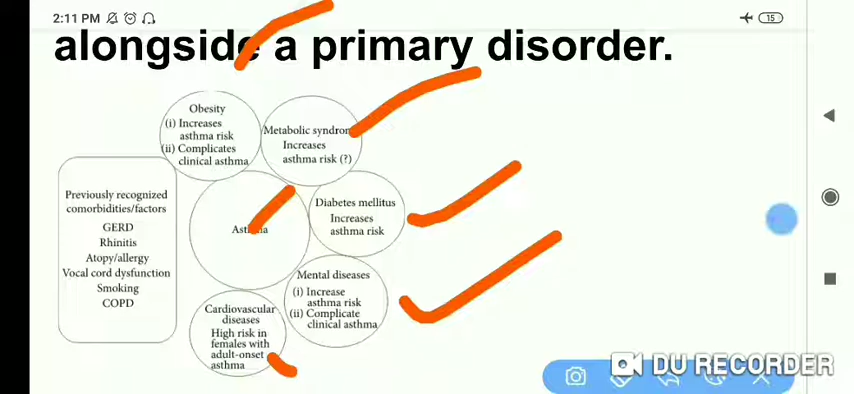 2:11 PM
15
alongside a primary disorder.
Obesity
(i) Increases
asthma risk
(ii) Complicates
clinical asthma
Metabolic syndrom
Increases
asthma risk (?)
Previously recognized
comorbidities/factors
GERD
Rhinitis
Atopy/allergy
Vocal cord dysfunction
Smoking
COPD
Asthma
Diabetes mellitus
Increases
asthma risk
Mental diseases
(i) Increase
asthma risk
(ii) Complicate
clinical asthma
Cardiovascular
diseases
High risk in
females with
adult-onset
asthma
DU RECORDER